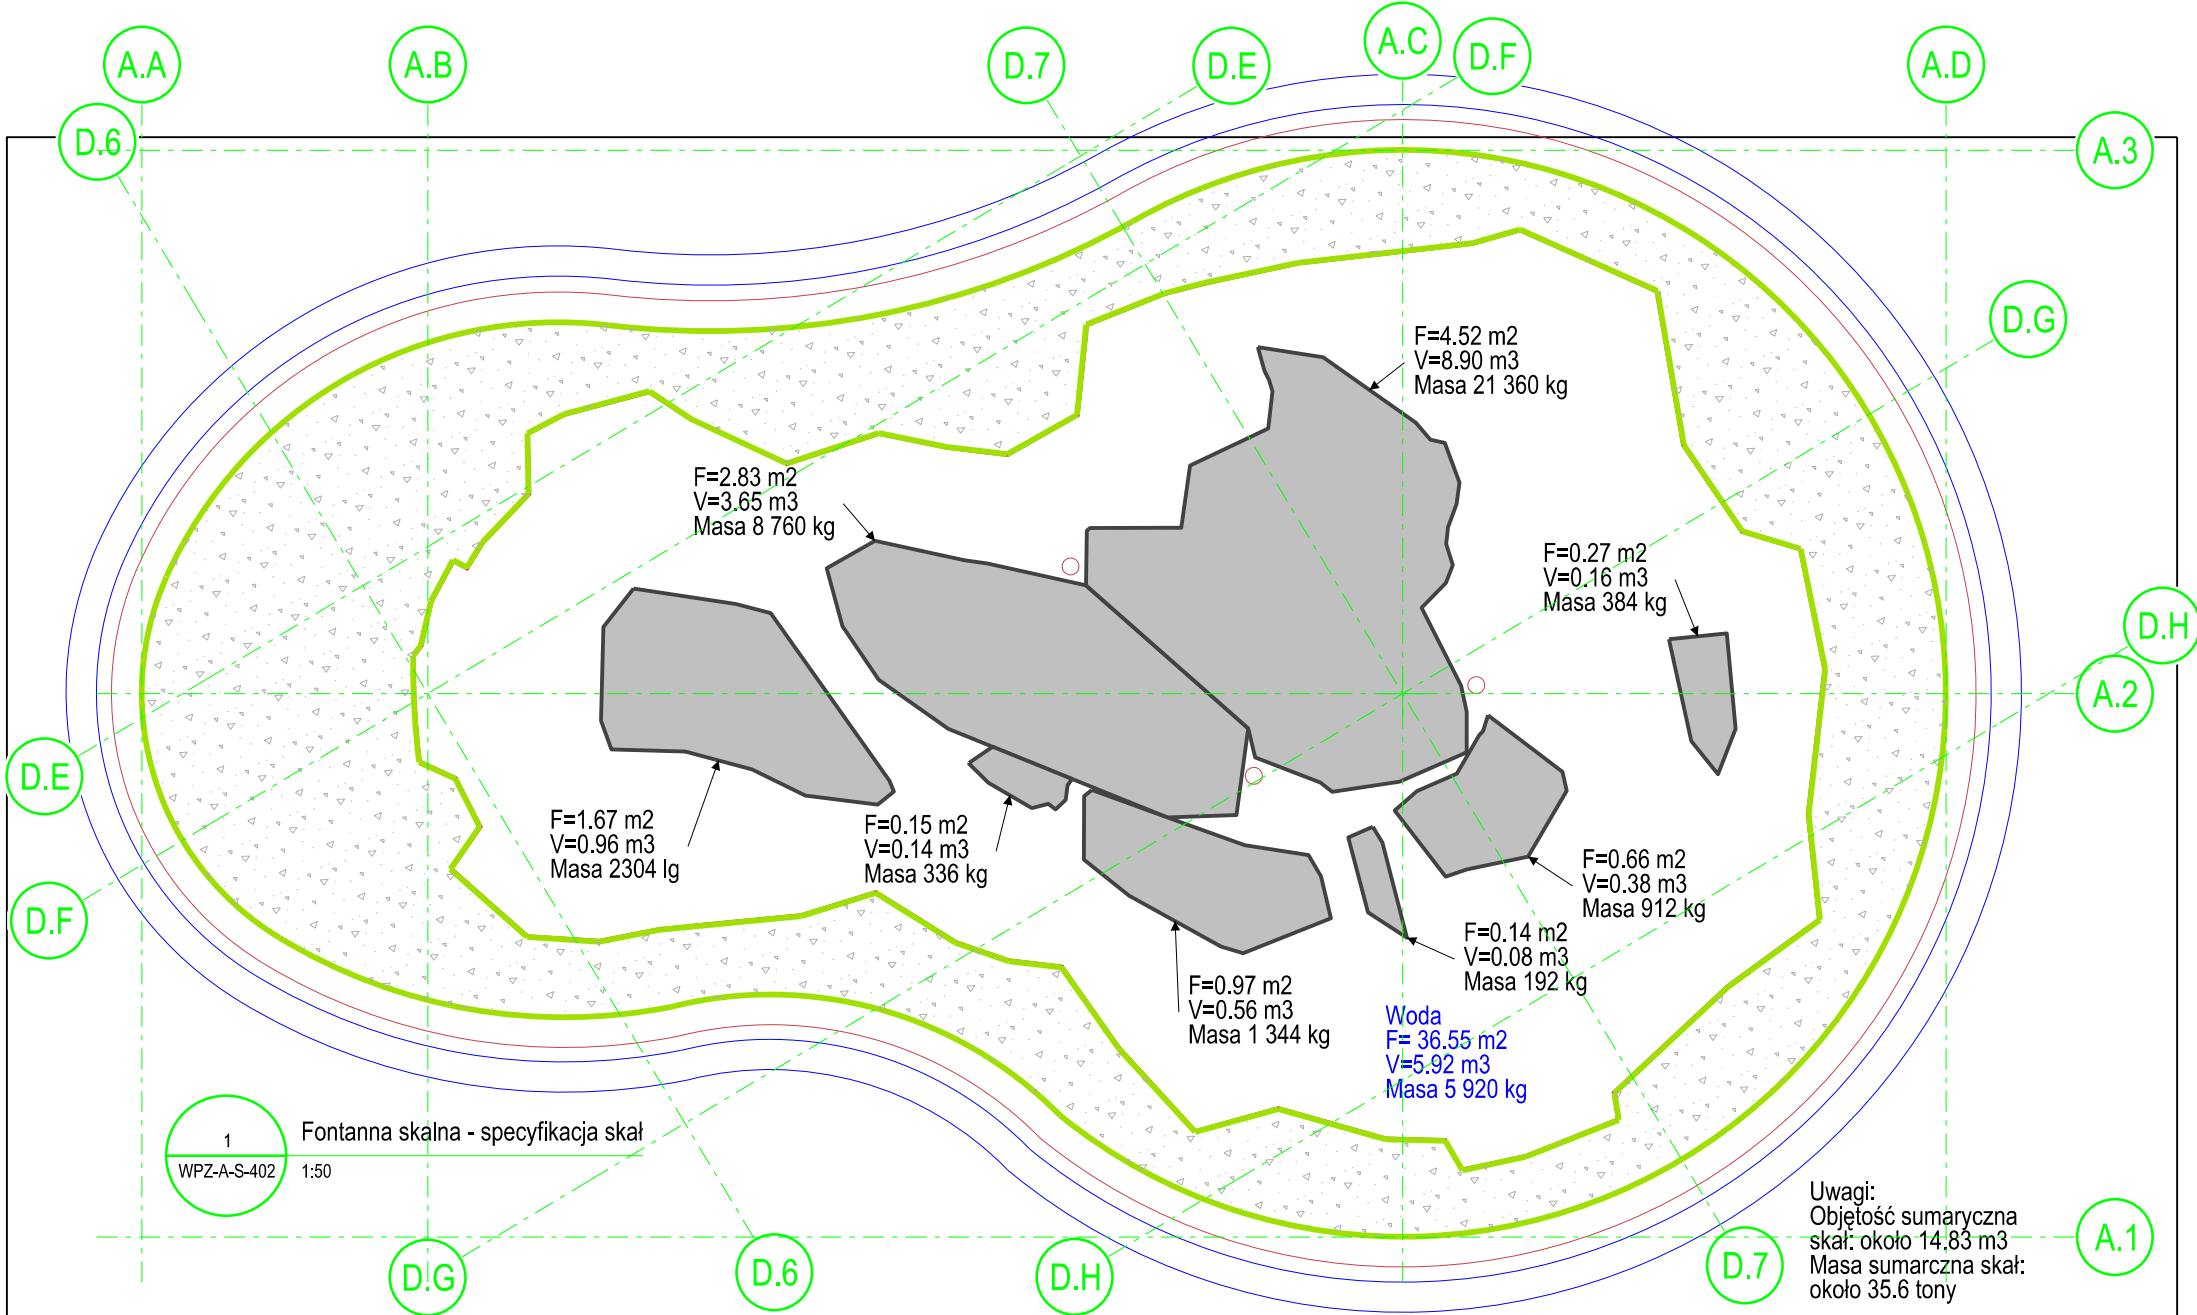 A.A
A.B
D.7
D.E
A.C
D.F
A.D
D.6
A.3
D.G
F=4.52 m2
V=8.90 m3
Masa 21 360 kg
F=2.83 m2
V=3.65 m3
Masa 8 760 kg
F=0.27 m2
V=0.16 m3
Masa 384 kg
D.H
A.2
D.E
F=1.67 m2
V=0.96 m3
Masa 2304 lg
F=0.15 m2
V=0.14 m3
Masa 336 kg
F=0.66 m2
V=0.38 m3
Masa 912 kg
D.F
F=0.14 m2
V=0.08 m3
Masa 192 kg
F=0.97 m2
V=0.56 m3
Masa 1 344 kg
Woda
F= 36.55 m2
V=5.92 m3
Masa 5 920 kg
1
WPZ-A-S-402
Fontanna skalna - specyfikacja skał
1:50
Uwagi:
Objętość sumaryczna
skał: około 14.83 m3
Masa sumarczna skał:
około 35.6 tony
A.1
D.G
D.6
D.H
D.7